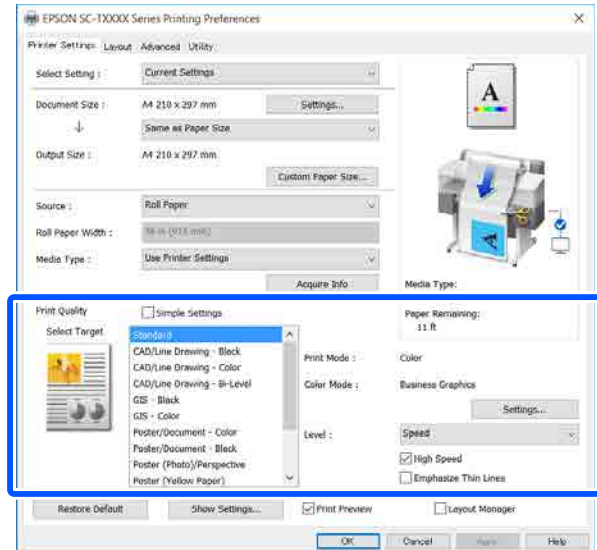 EPSON SC-TXXXX Series Printing Preferences
Printer Settings Layout Advanced Utility
Select Setting : Current Settings
Document Size : A4 210 x 297 mm Settings...
Same as Paper Size
Output Size : A4 210 x 297 mm
Custom Paper Size...
Source : Roll Paper
Roll Paper Width : 36 in (915 mm)
Media Type : Use Printer Settings
Acquire Info
A
Media Type:
Paper Remaining:
11 ft
Print Quality Simple Settings
Select Target
Standard
CAD/Line Drawing - Black
CAD/Line Drawing - Color
CAD/Line Drawing - Bi-Level
GIS - Black
GIS - Color
Poster/Document - Color
Poster/Document - Black
Poster (Photo)/Perspective
Poster (Yellow Paper)
Print Mode : Color
Color Mode : Business Graphics
Settings...
Level : Speed
High Speed
Emphasize Thin Lines
Restore Default Show Settings... Print Preview Layout Manager
OK Cancel Apply Help